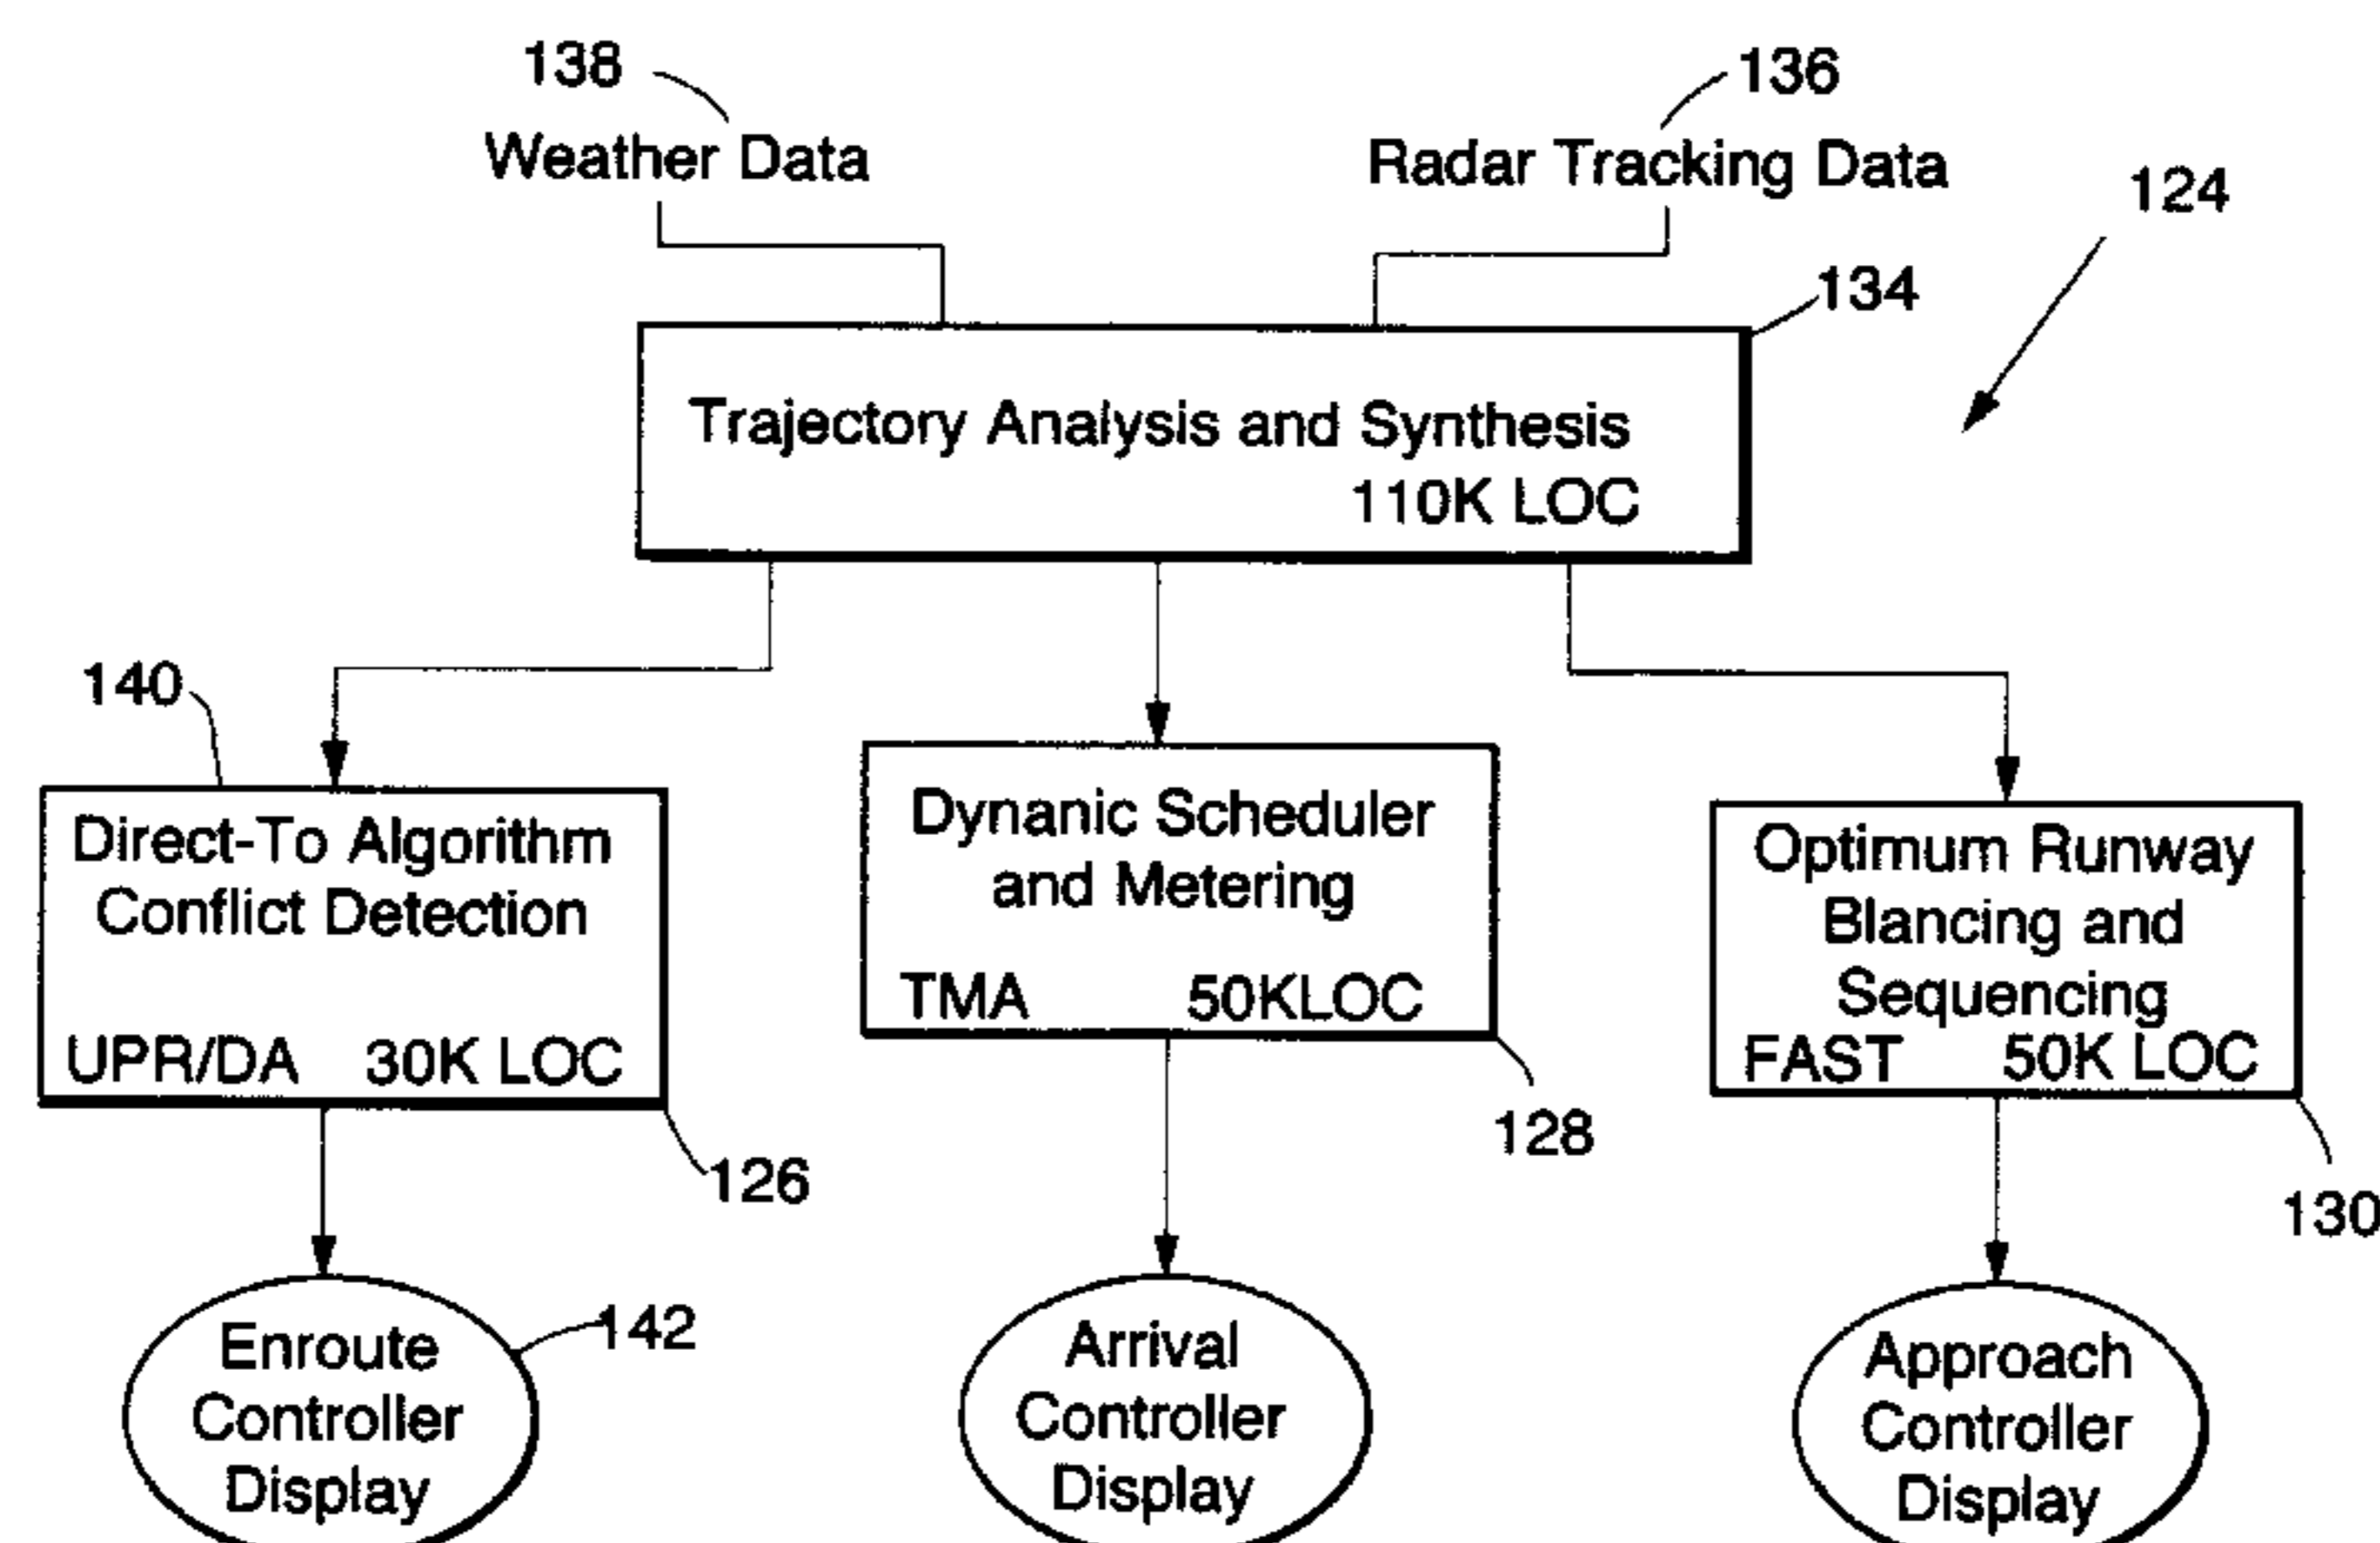 138
136
Weather Data
Radar Tracking Data
124
134
Trajectory Analysis and Synthesis
110K LOC
140
Direct-To Algorithm
Conflict Detection
UPR/DA 30K LOC
126
Dynanic Scheduler
and Metering
TMA 50KLOC
128
Optimum Runway
Blancing and
Sequencing
FAST 50K LOC
130
Enroute
Controller
Display
142
Arrival
Controller
Display
Approach
Controller
Display